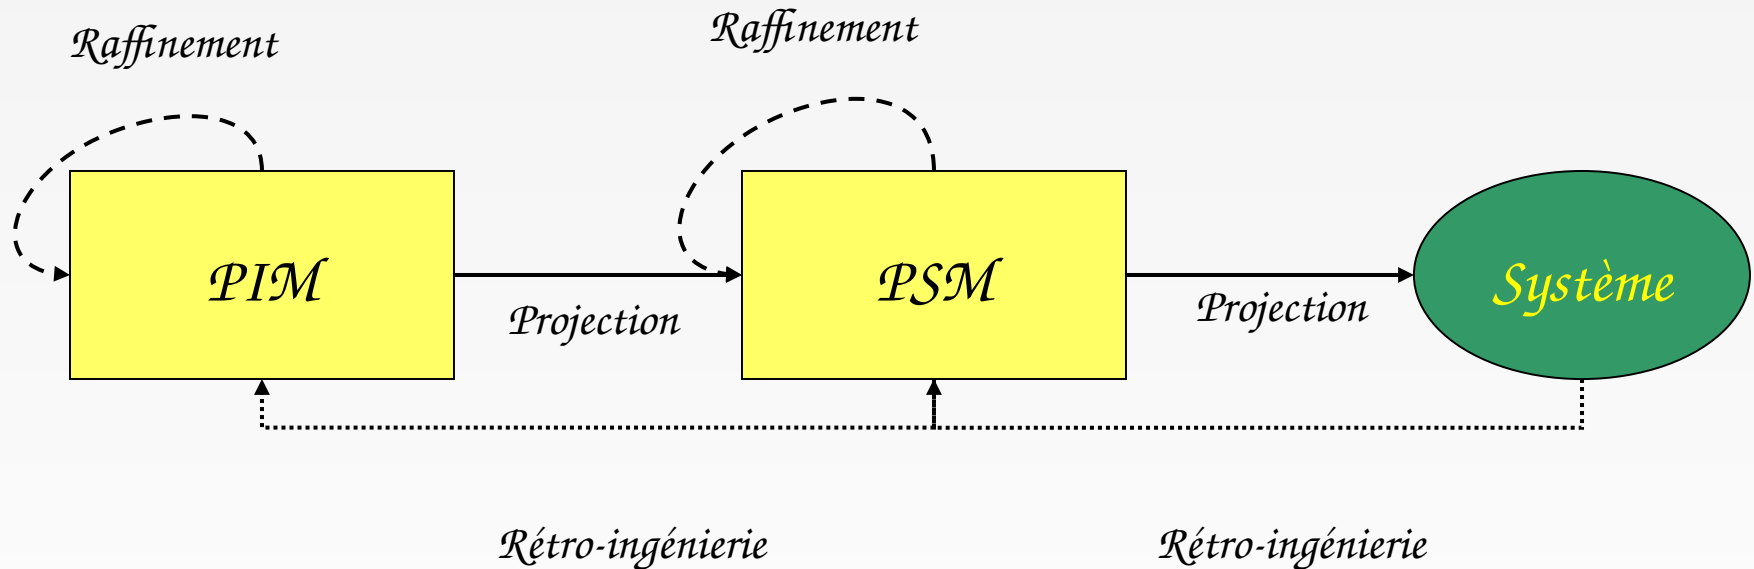 Raffinement
Raffinement
PIM
PSM
Système
Projection
Projection
Rétro-ingénierie
Rétro-ingénierie